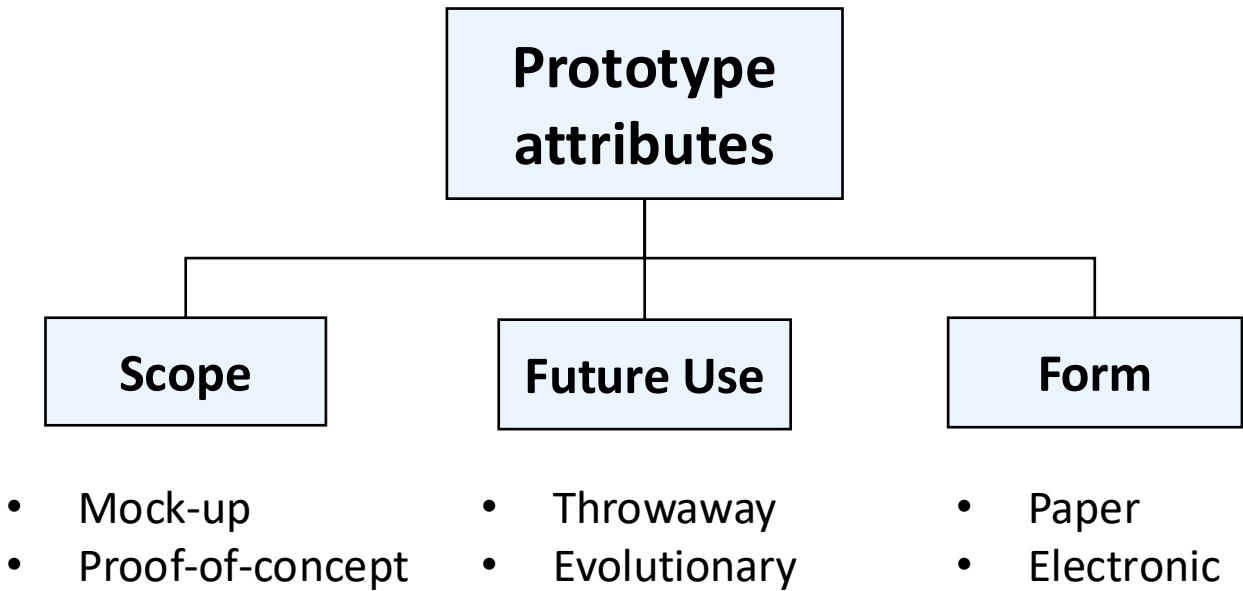 Prototype
attributes
Scope
Future Use
Form
• Mock-up
• Proof-of-concept
• Throwaway
• Evolutionary
• Paper
• Electronic